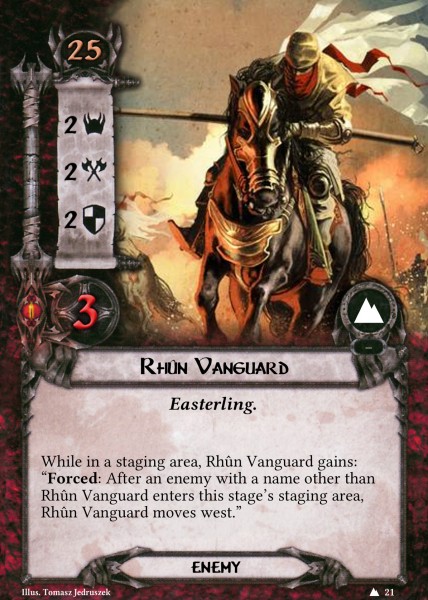 25
2
2
2
3
–
Rhûn Vanguard
Easterling.
While in a staging area, Rhûn Vanguard gains:
“Forced: After an enemy with a name other than
Rhûn Vanguard enters this stage’s staging area,
Rhûn Vanguard moves west.”
ENEMY
Illus. Tomasz Jedruszek
21